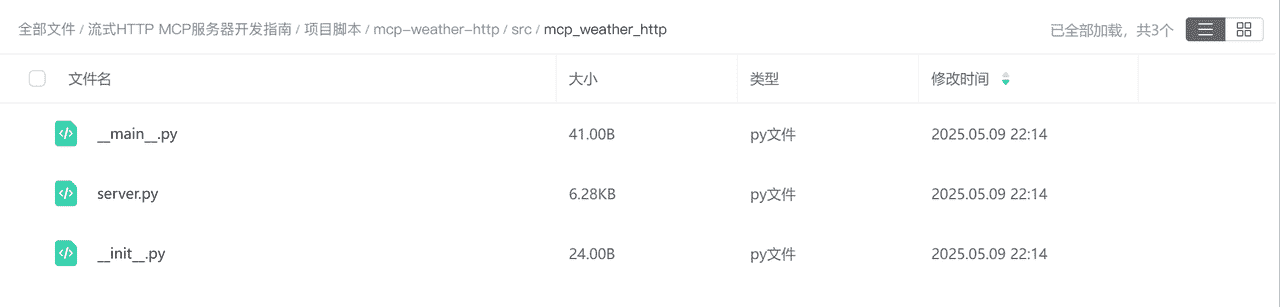 全部文件 / 流式HTTP MCP服务器开发指南 / 项目脚本 / mcp-weather-http / src / mcp_weather_http 已全部加载，共3个
文件名 大小 类型 修改时间
__main__.py 41.00B py文件 2025.05.09 22:14
server.py 6.28KB py文件 2025.05.09 22:14
__init__.py 24.00B py文件 2025.05.09 22:14